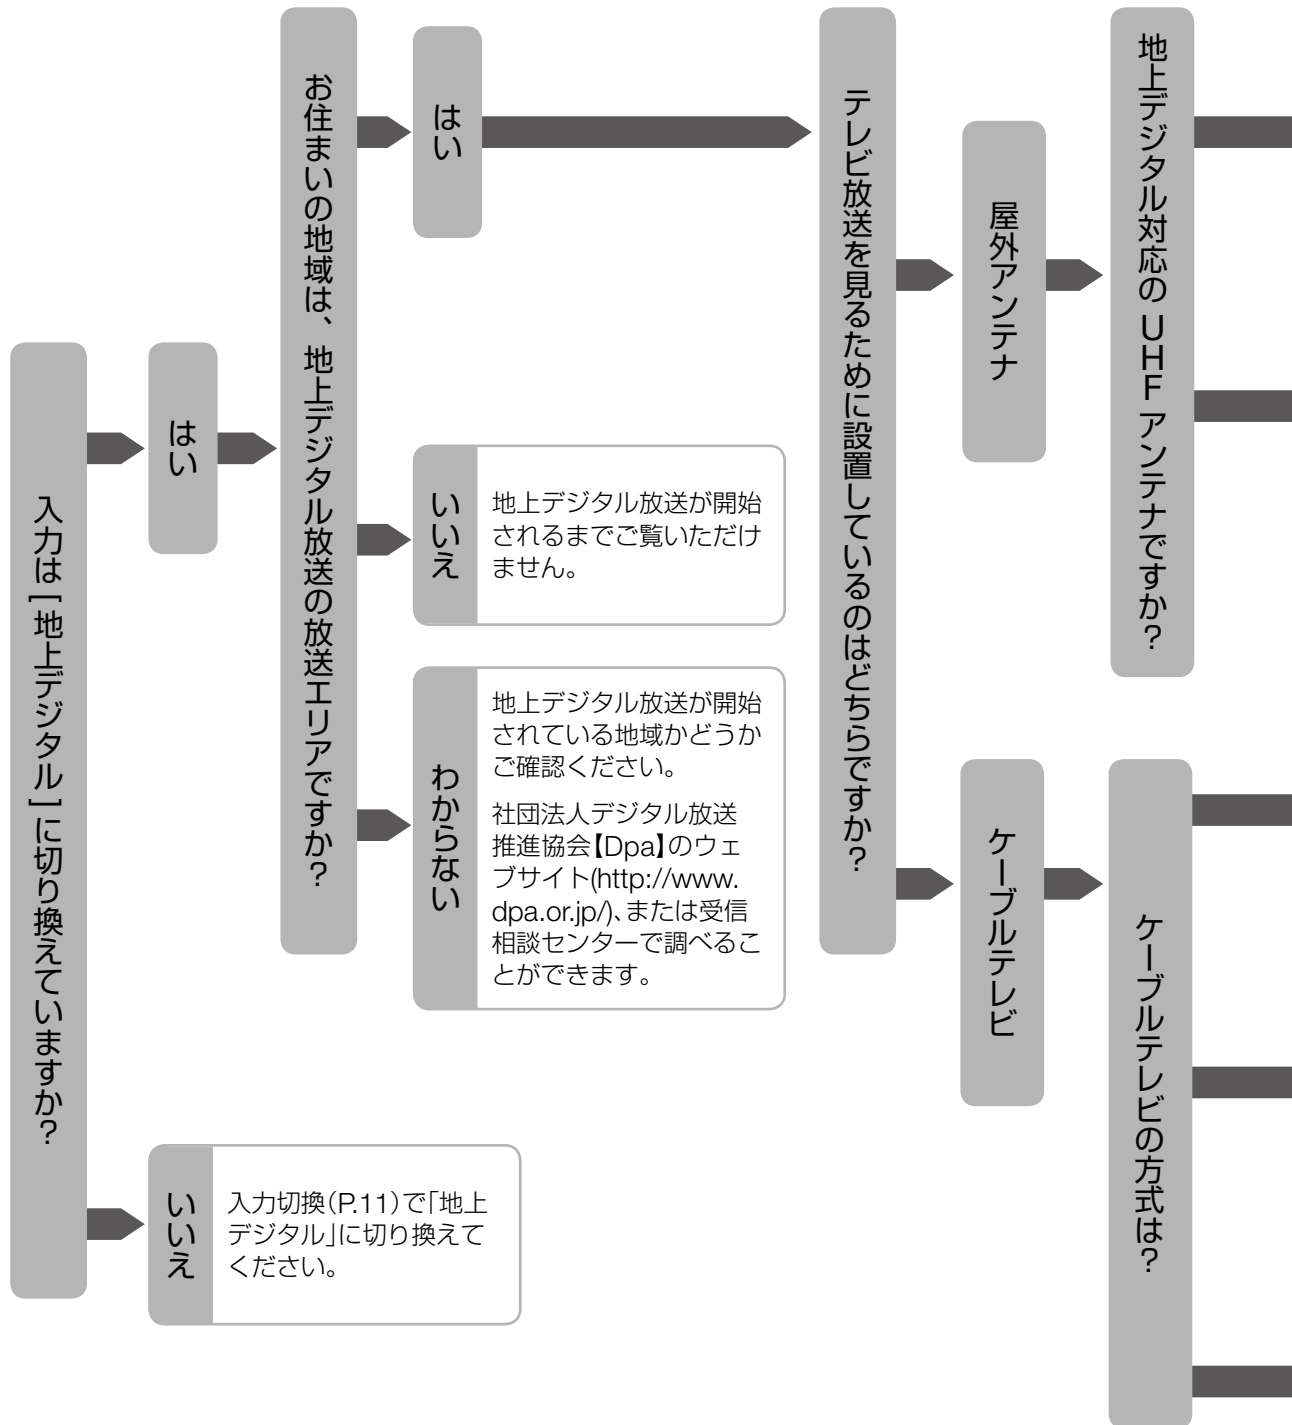 入力は「地上デジタル」に切り換えていますか？
はい
お住まいの地域は、地上デジタル放送の放送エリアですか？
はい
いいえ
地上デジタル放送が開始
されるまでご覧いただけ
ません。
わからない
地上デジタル放送が開始
されている地域かどうか
ご確認ください。
社団法人デジタル放送
推進協会【Dpa】のウェ
ブサイト(http://www.
dpa.or.jp/)、または受信
相談センターで調べるこ
とができます。
テレビ放送を見るために設置しているのはどちらですか？
屋外アンテナ
地上デジタル対応のUHFアンテナですか？
ケーブルテレビ
ケーブルテレビの方式は？
いいえ
入力切換（P.11）で「地上
デジタル」に切り換えて
ください。